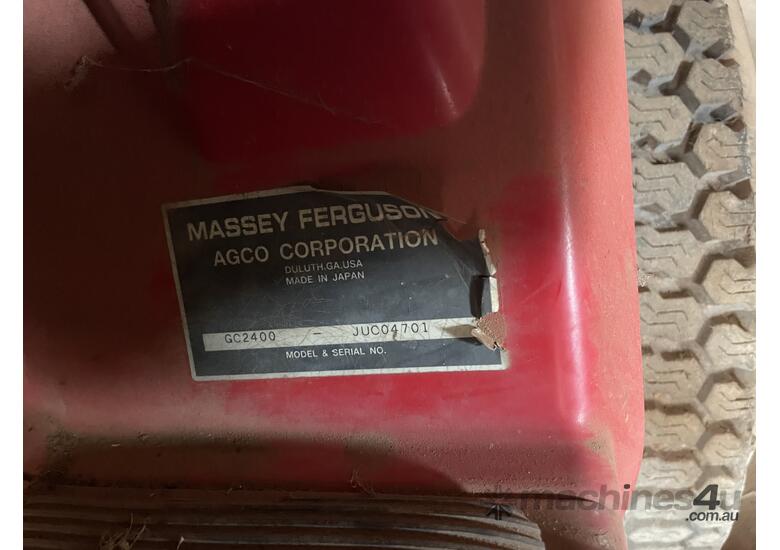 MASSEY FERGUSON
AGCO CORPORATION
DULUTH.GA.USA
MADE IN JAPAN
GC2400 - JUC04701
MODEL & SERIAL NO.
machines4u
.com.au